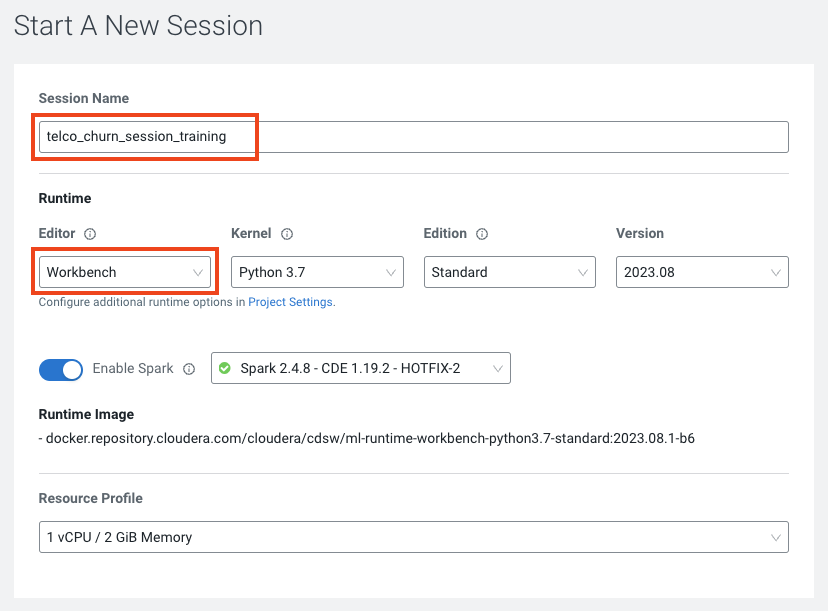 Start A New Session
Session Name
telco_churn_session_training
Runtime
Editor Kernel Edition Version
Workbench Python 3.7 Standard 2023.08
Configure additional runtime options in Project Settings.
Enable Spark Spark 2.4.8 - CDE 1.19.2 - HOTFIX-2
Runtime Image
- docker.repository.cloudera.com/cloudera/cdsw/ml-runtime-workbench-python3.7-standard:2023.08.1-b6
Resource Profile
1 vCPU / 2 GiB Memory